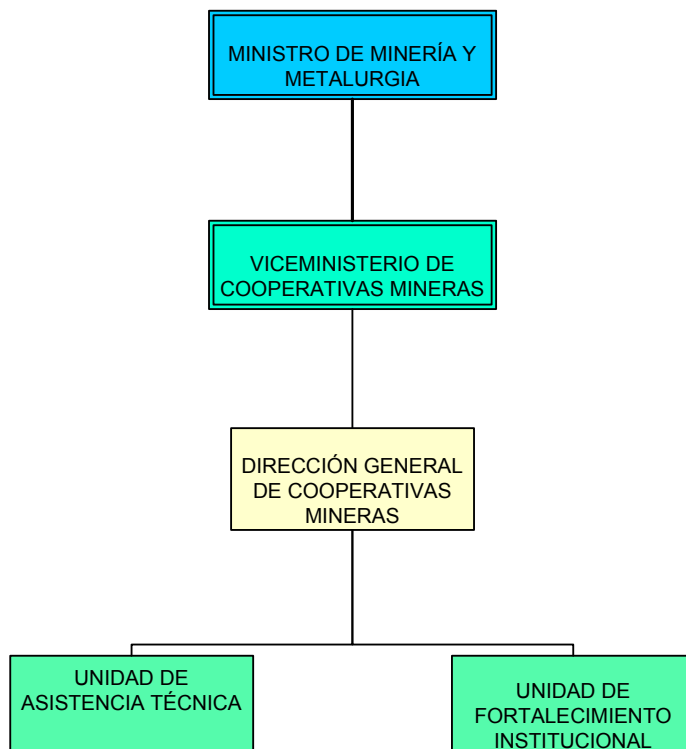 MINISTRO DE MINERÍA Y
METALURGIA
VICEMINISTERIO DE
COOPERATIVAS MINERAS
DIRECCIÓN GENERAL
DE COOPERATIVAS
MINERAS
UNIDAD DE
ASISTENCIA TÉCNICA
UNIDAD DE
FORTALECIMIENTO
INSTITUCIONAL